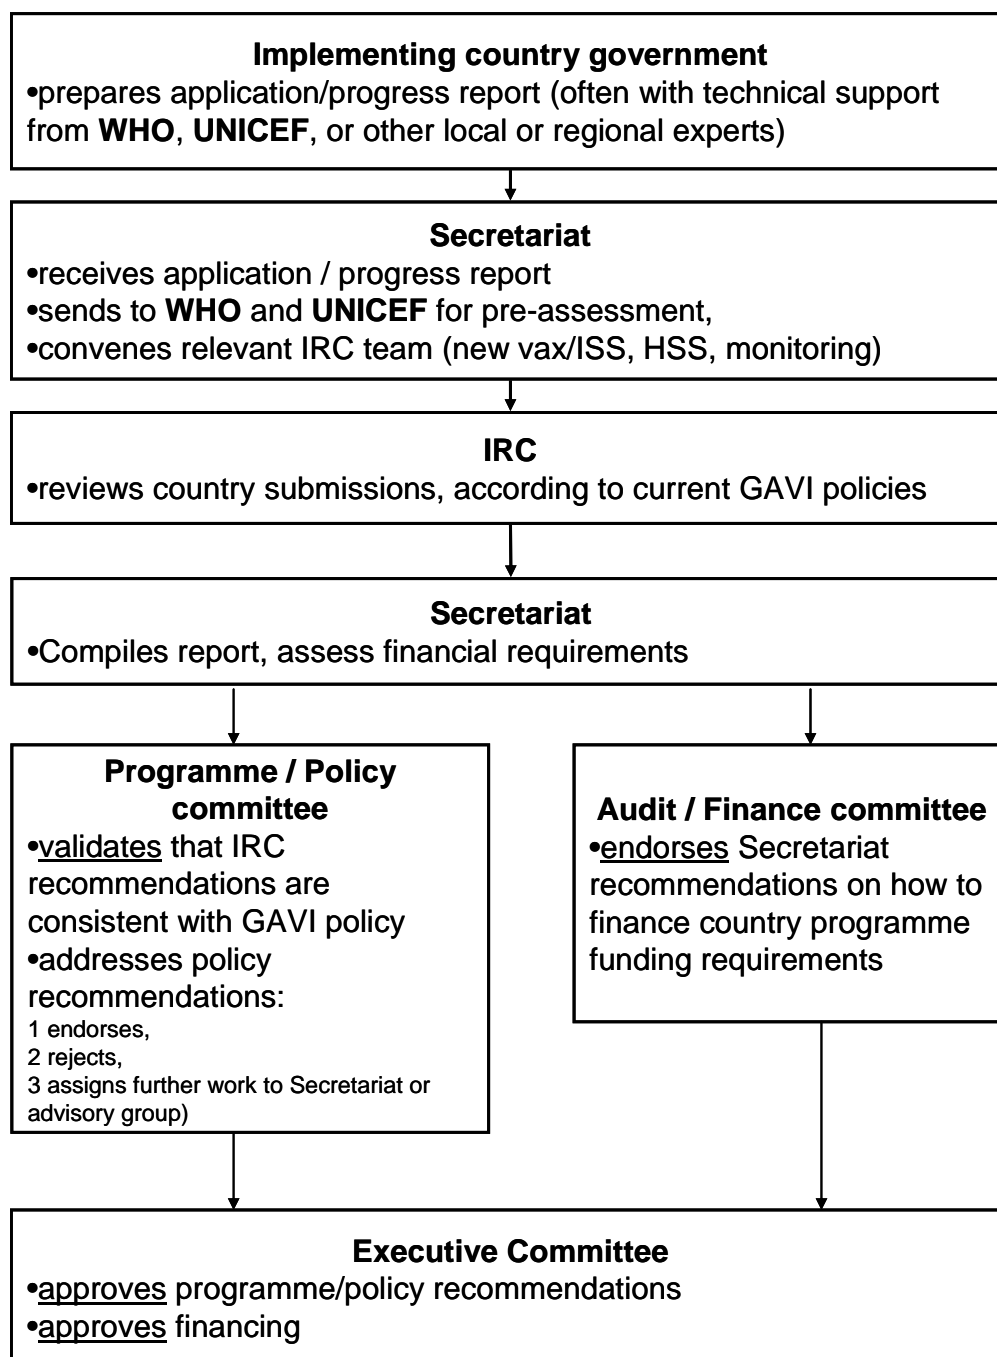 Implementing country government
•prepares application/progress report (often with technical support
from WHO, UNICEF, or other local or regional experts)
Secretariat
•receives application / progress report
•sends to WHO and UNICEF for pre-assessment,
•convenes relevant IRC team (new vax/ISS, HSS, monitoring)
IRC
•reviews country submissions, according to current GAVI policies
Secretariat
•Compiles report, assess financial requirements
Programme / Policy
committee
•validates that IRC
recommendations are
consistent with GAVI policy
•addresses policy
recommendations:
1 endorses,
2 rejects,
3 assigns further work to Secretariat or
advisory group)
Audit / Finance committee
•endorses Secretariat
recommendations on how to
finance country programme
funding requirements
Executive Committee
•approves programme/policy recommendations
•approves financing